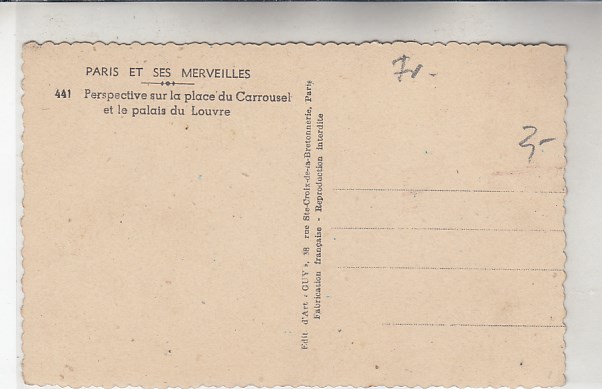 PARIS ET SES MERVEILLES
441 Perspective sur la place du Carrousel
et le palais du Louvre
Edit d'Art « GUY », 38 rue Ste-Croix-de-la-Bretonnerie, Paris
Fabrication française - Reproduction interdite